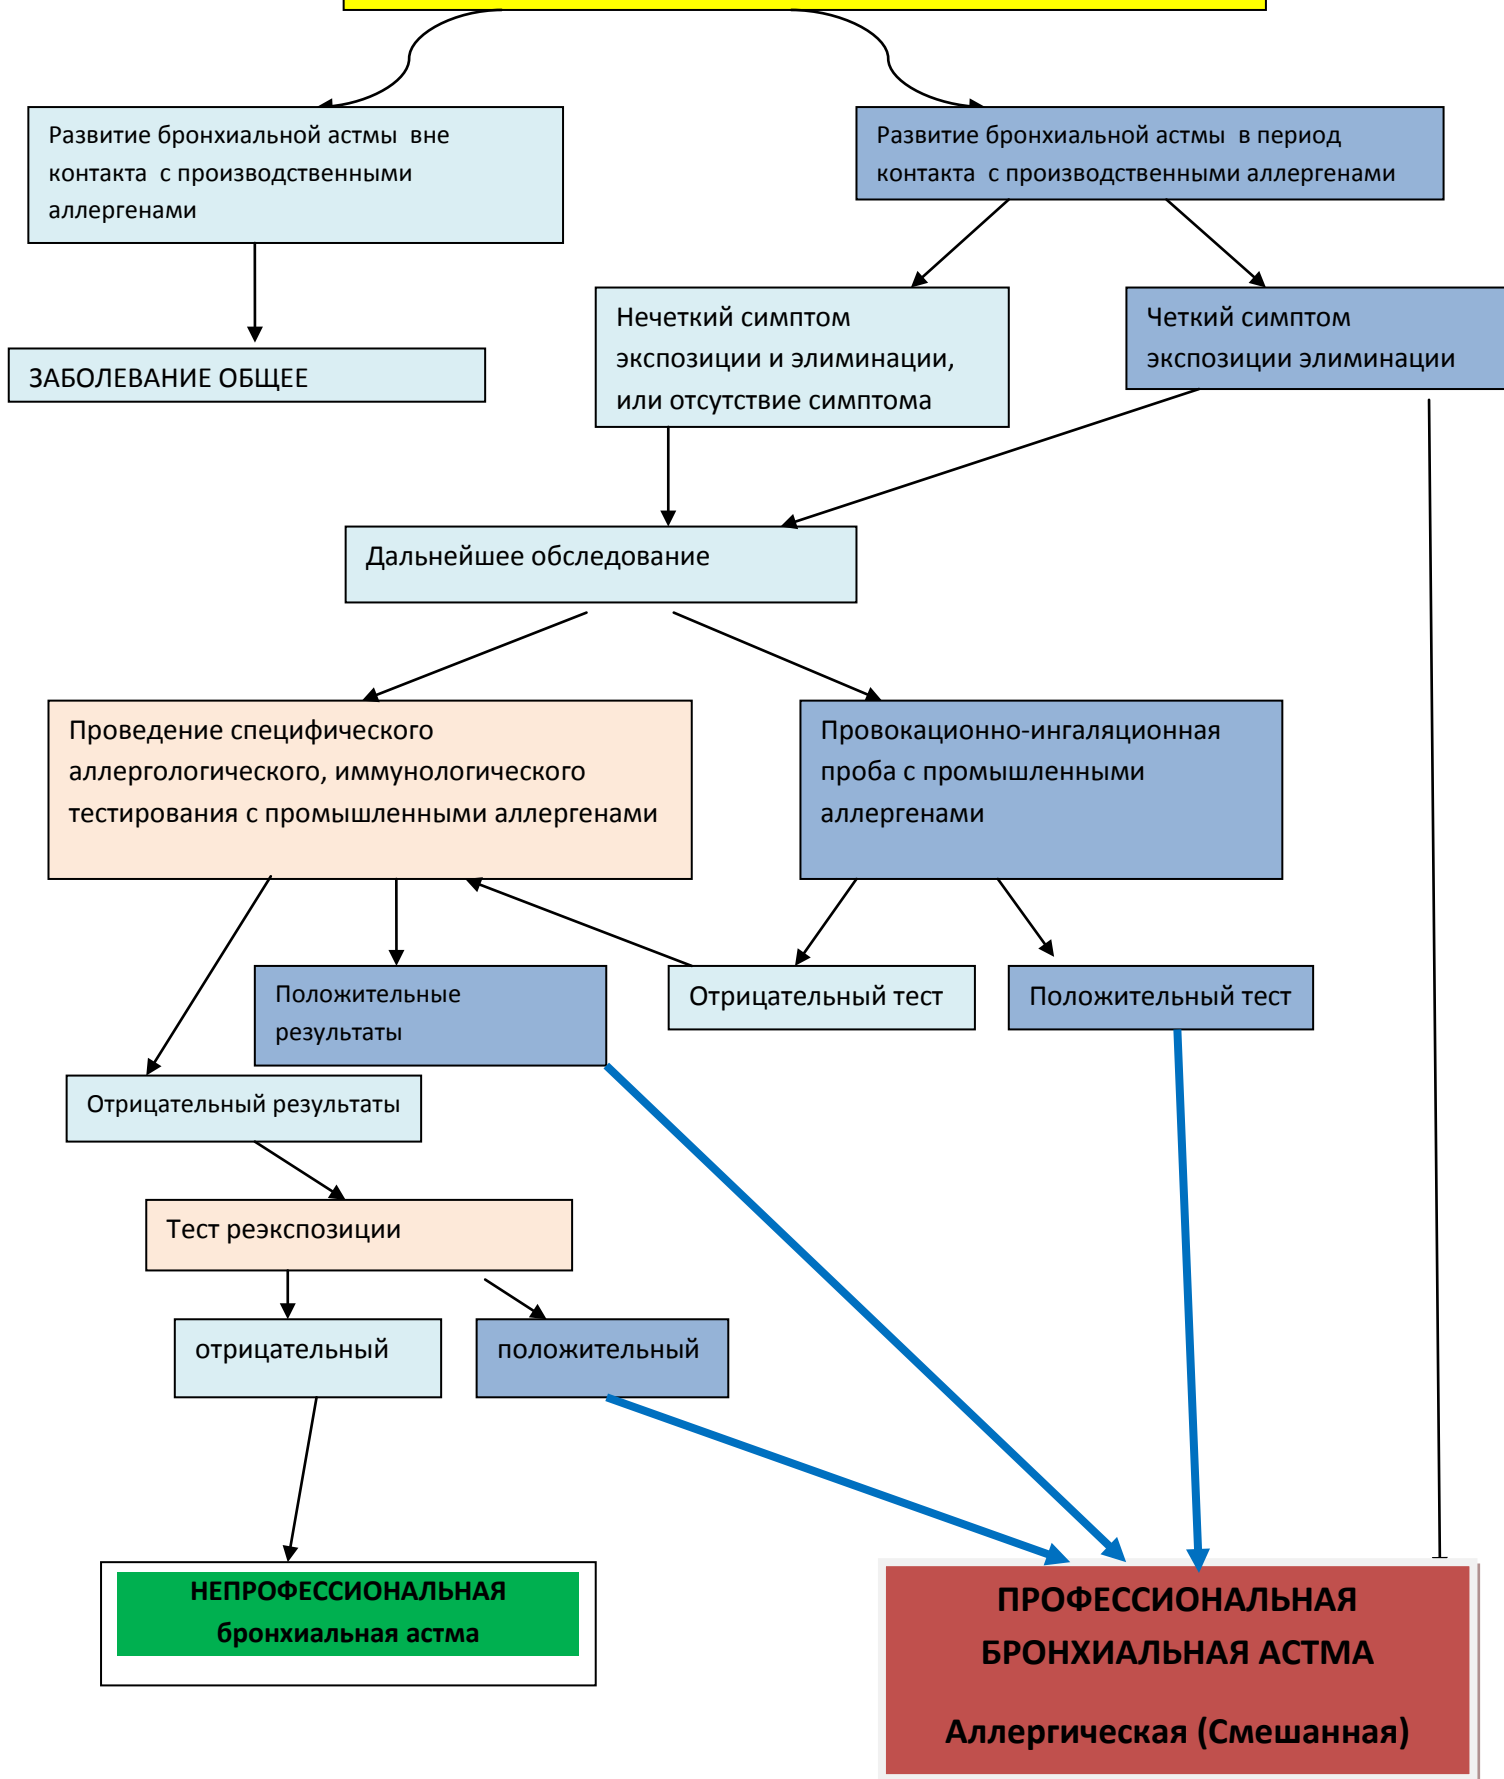 Развитие бронхиальной астмы вне
контакта с производственными
аллергенами
Развитие бронхиальной астмы в период
контакта с производственными аллергенами
Нечеткий симптом
экспозиции и элиминации,
или отсутствие симптома
Четкий симптом
экспозиции элиминации
ЗАБОЛЕВАНИЕ ОБЩЕЕ
Дальнейшее обследование
Проведение специфического
аллергологического, иммунологического
тестирования с промышленными аллергенами
Провокационно-ингаляционная
проба с промышленными
аллергенами
Положительные
результаты
Отрицательный тест
Положительный тест
Отрицательный результаты
Тест реэкспозиции
отрицательный
положительный
НЕПРОФЕССИОНАЛЬНАЯ
бронхиальная астма
ПРОФЕССИОНАЛЬНАЯ
БРОНХИАЛЬНАЯ АСТМА
Аллергическая (Смешанная)